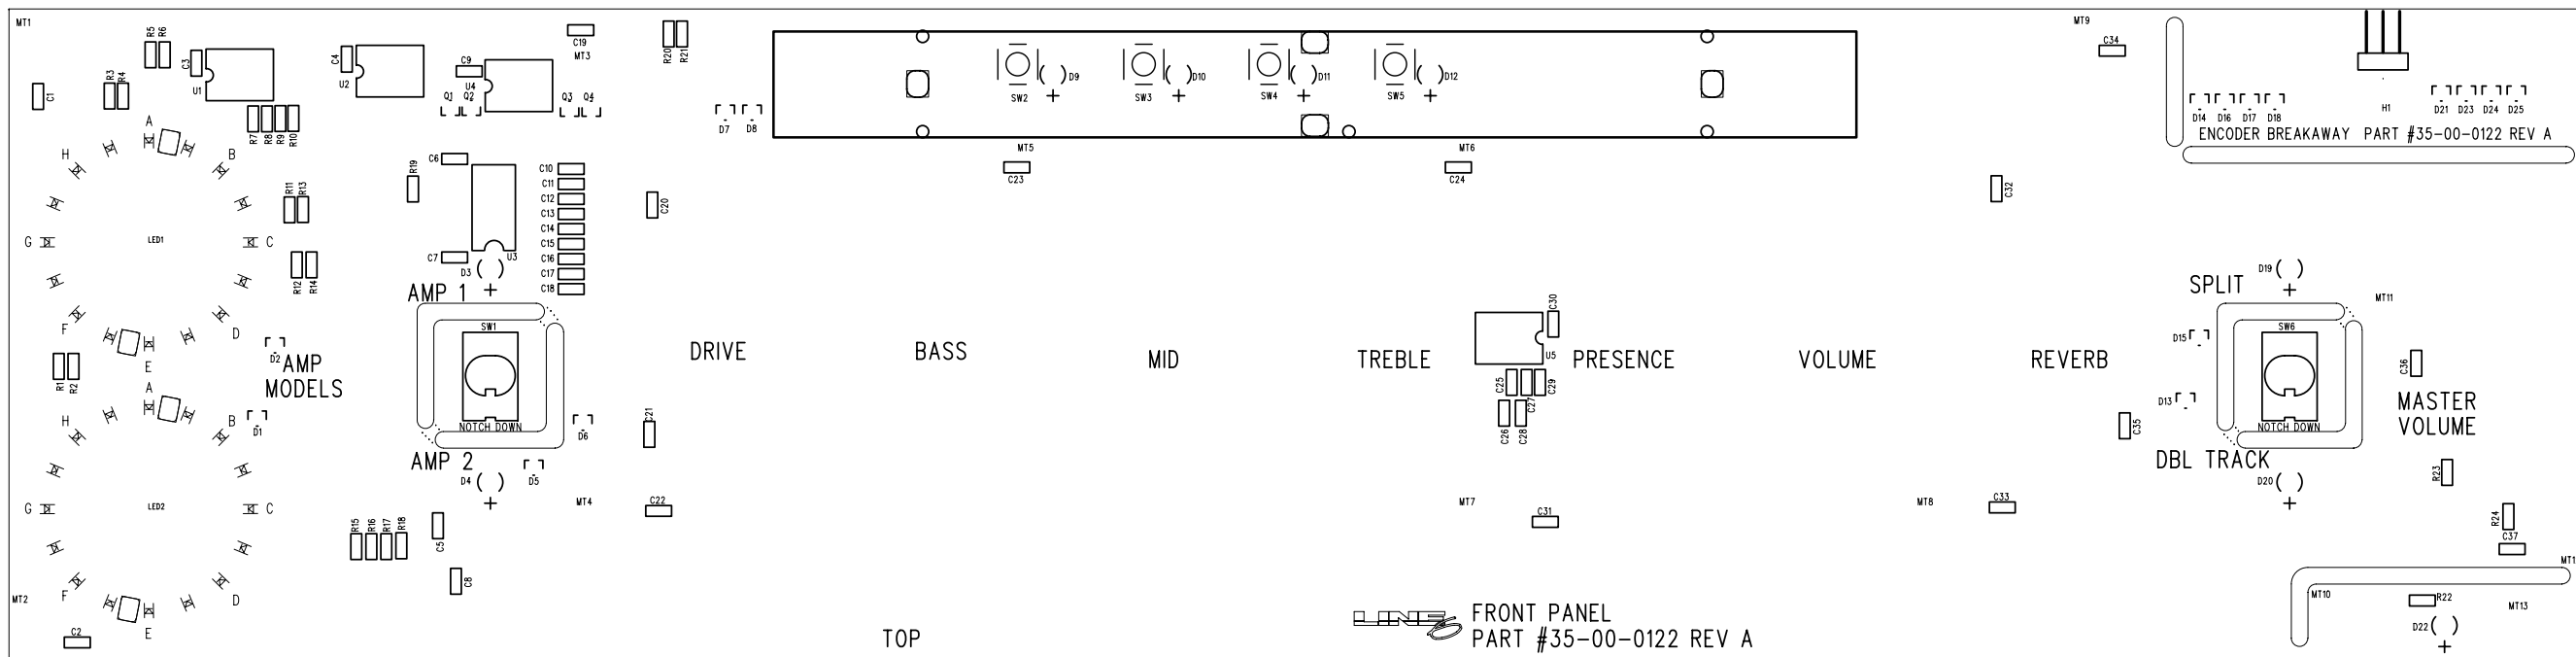 MT1
R5
R6
C19
MT3
R20
R21
MT9
C34
C1
R3
R4
C3
U1
C4
U2
C9
U4
Q1
Q2
Q3
Q4
D7
D8
SW2
D9
SW3
D10
SW4
D11
SW5
D12
D14
D16
D17
D18
H1
D21
D23
D24
D25
ENCODER BREAKAWAY PART #35-00-0122 REV A
R7
R8
R9
R10
A
H
B
MT5
MT6
C6
R19
C10
C11
C12
C13
C14
C15
C16
C17
C18
C23
C24
C32
R11
R13
C20
G
LED1
C
R12
R14
C7
U3
D3
F
D
E
D19
SPLIT
MT11
AMP 1
SW1
NOTCH DOWN
AMP 2
C30
U5
SW6
NOTCH DOWN
D15
D13
R1
R2
D2
AMP
MODELS
DRIVE
BASS
MID
TREBLE
PRESENCE
VOLUME
REVERB
C36
C25
C27
C29
C26
C28
MASTER
VOLUME
A
H
B
D1
D6
C21
C35
DBL TRACK
D4
D5
D20
R23
G
LED2
C
MT4
C22
MT7
C31
MT8
C33
R24
C37
R15
R16
R17
R18
C5
C8
F
D
E
MT2
C2
MT1
MT10
R22
MT13
D22
TOP
LINE 6
FRONT PANEL
PART #35-00-0122 REV A